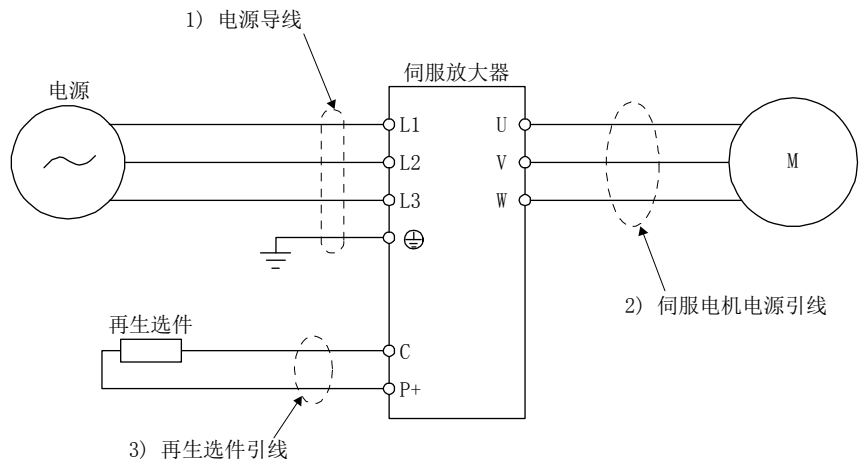 1) 电源导线
伺服放大器
电源
L1
U
L2
V
M
L3
W
2) 伺服电机电源引线
再生选件
C
P+
3) 再生选件引线